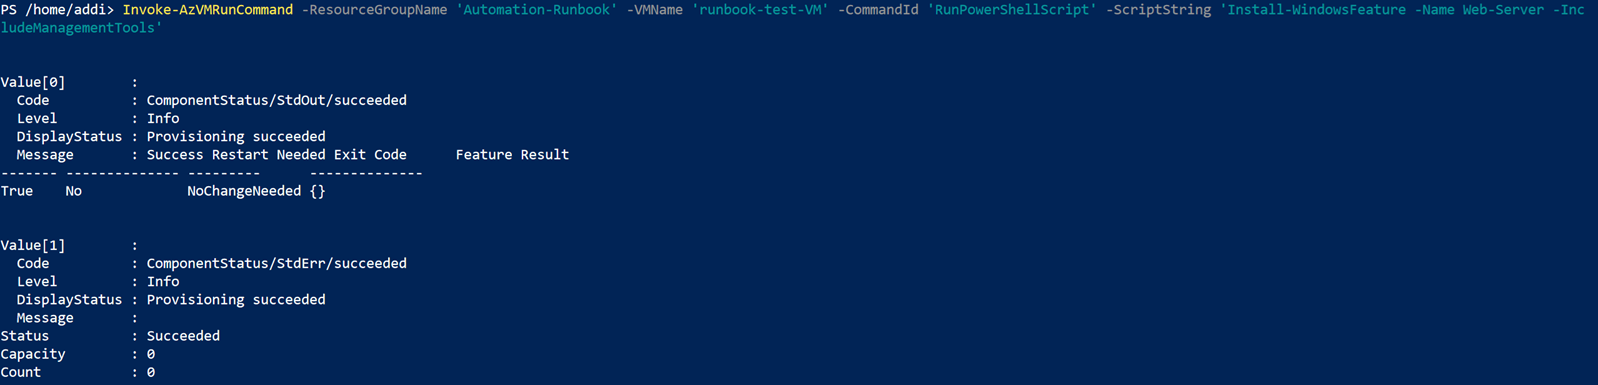 PS /home/addi> Invoke-AzVMRunCommand -ResourceGroupName 'Automation-Runbook' -VMName 'runbook-test-VM' -CommandId 'RunPowerShellScript' -ScriptString 'Install-WindowsFeature -Name Web-Server -Inc
ludeManagementTools'
Value[0]        :
  Code          : ComponentStatus/StdOut/succeeded
  Level         : Info
  DisplayStatus : Provisioning succeeded
  Message       : Success Restart Needed Exit Code      Feature Result
------- -------------- ---------      --------------
True    No             NoChangeNeeded {}
Value[1]        :
  Code          : ComponentStatus/StdErr/succeeded
  Level         : Info
  DisplayStatus : Provisioning succeeded
  Message       :
Status          : Succeeded
Capacity        : 0
Count           : 0